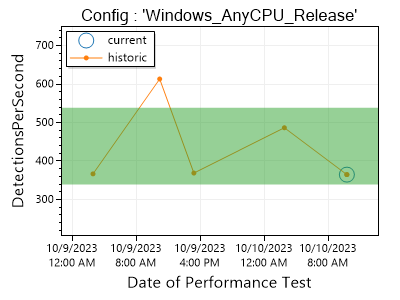 Config : 'Windows_AnyCPU_Release'
current
historic
DetectionsPerSecond
700
600
500
400
300
10/9/2023 10/9/2023 10/9/2023 10/10/2023 10/10/2023
12:00 AM 8:00 AM 4:00 PM 12:00 AM 8:00 AM
Date of Performance Test